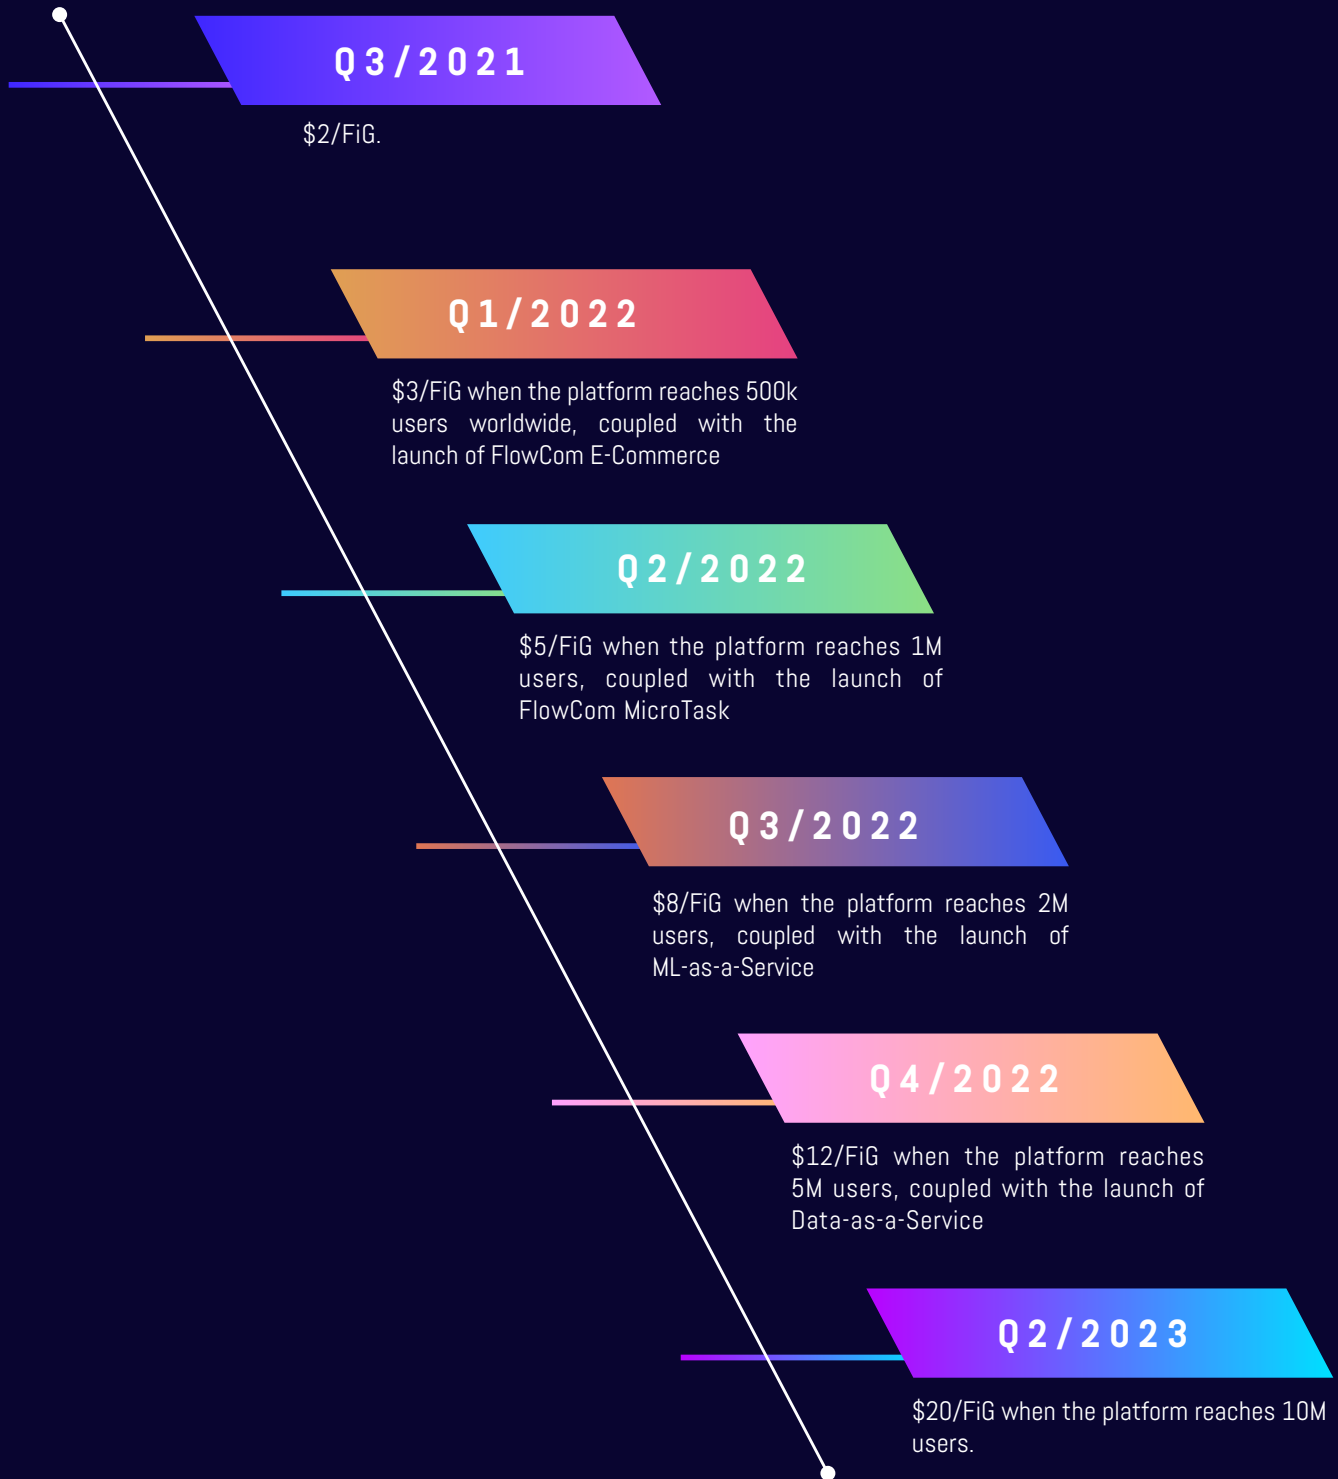 Q3/2021
$2/FiG.
Q1/2022
$3/FiG when the platform reaches 500k
users worldwide, coupled with the
launch of FlowCom E-Commerce
Q2/2022
$5/FiG when the platform reaches 1M
users, coupled with the launch of
FlowCom MicroTask
Q3/2022
$8/FiG when the platform reaches 2M
users, coupled with the launch of
ML-as-a-Service
Q4/2022
$12/FiG when the platform reaches
5M users, coupled with the launch of
Data-as-a-Service
Q2/2023
$20/FiG when the platform reaches 10M
users.